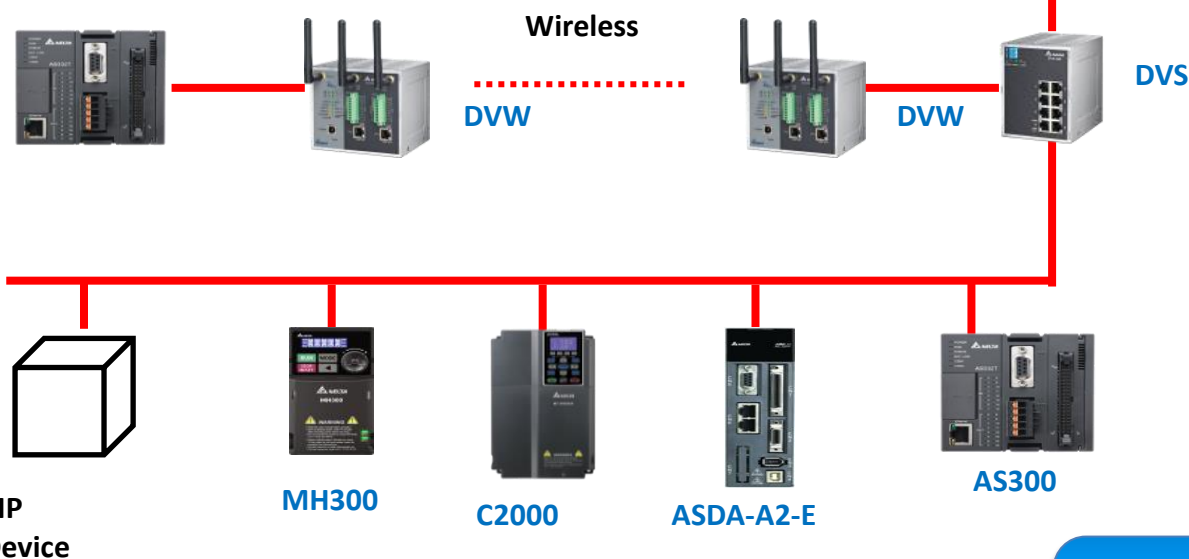 Wireless
DVS
DVW
DVW
MH300
C2000
ASDA-A2-E
AS300
IP
Device